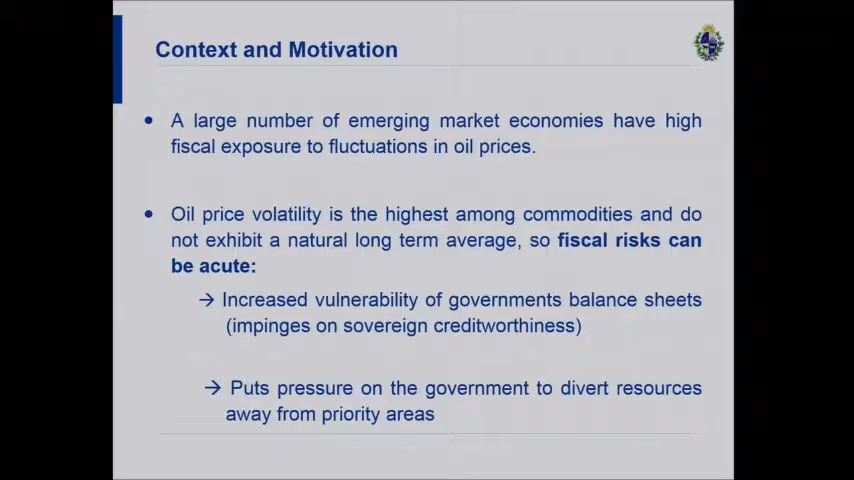 Context and Motivation
• A large number of emerging market economies have high
fiscal exposure to fluctuations in oil prices.
• Oil price volatility is the highest among commodities and do
not exhibit a natural long term average, so fiscal risks can
be acute:
→ Increased vulnerability of governments balance sheets
(impinges on sovereign creditworthiness)
→ Puts pressure on the government to divert resources
away from priority areas